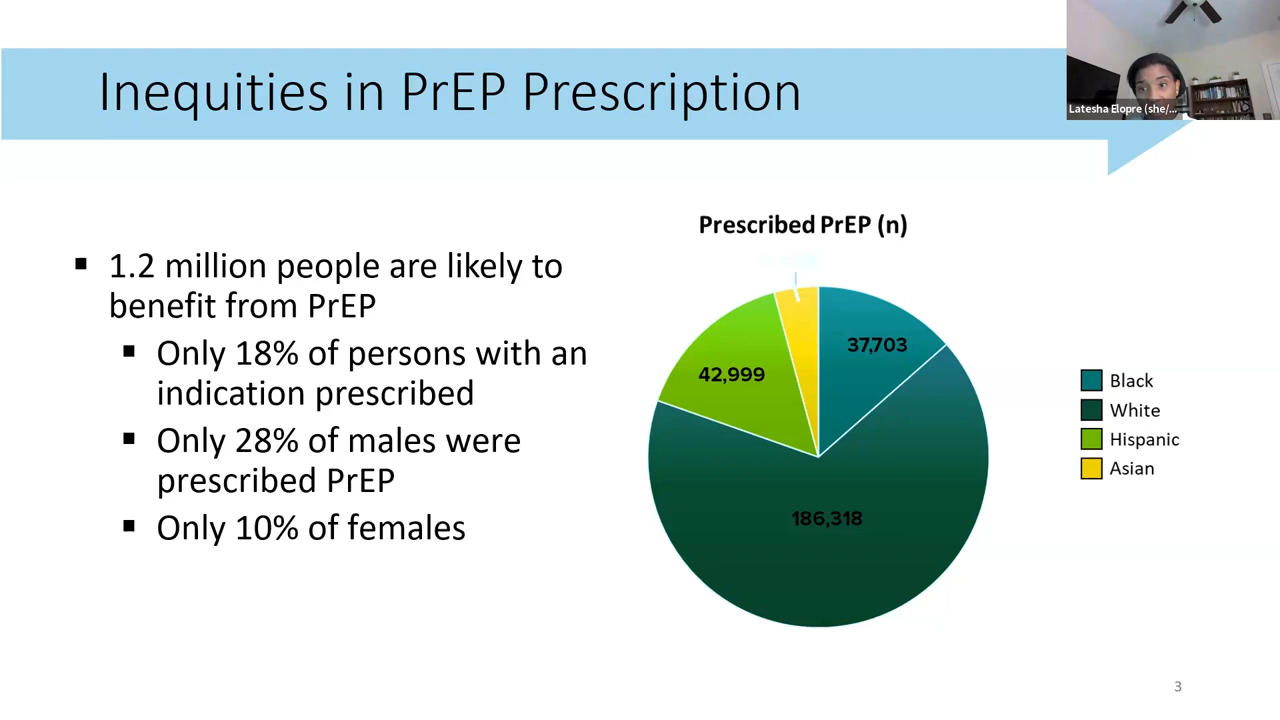 Inequities in PrEP Prescription
Latesha Elopre (she/...
▪ 1.2 million people are likely to
benefit from PrEP
▪ Only 18% of persons with an
indication prescribed
▪ Only 28% of males were
prescribed PrEP
▪ Only 10% of females
Prescribed PrEP (n)
37,703
42,999
186,318
Black
White
Hispanic
Asian
3